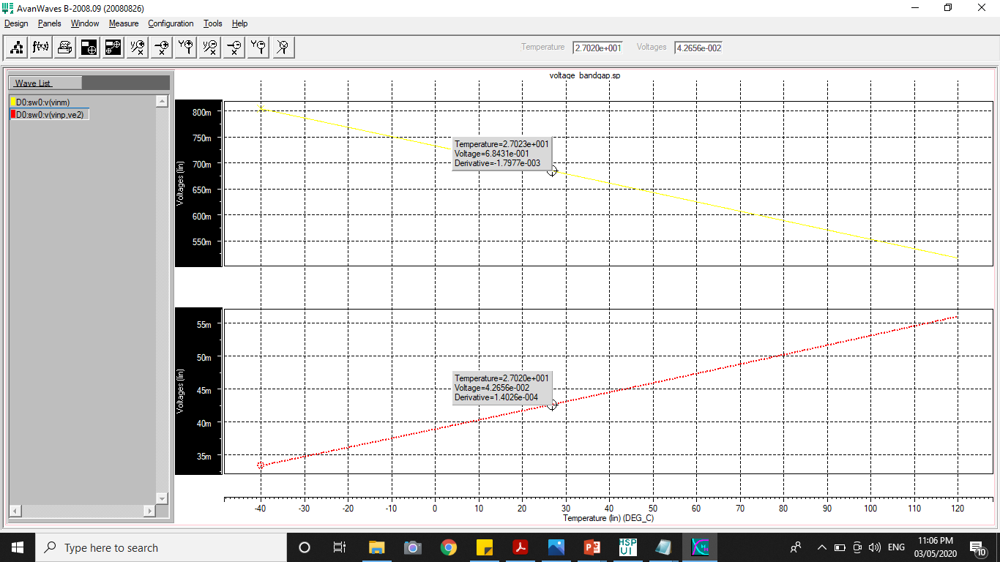 AvanWaves B-2008.09 (20080826)
Design Panels Window Measure Configuration Tools Help
f(x)
Temperature 2.7020e+001 Voltages 4.2656e-002
Wave List
D0:sw0:v(vinm)
D0:sw0:v(vinp,ve2)
voltage bandgap.sp
800m
750m
700m
650m
600m
550m
Voltages (lin)
Temperature=2.7023e+001
Voltage=6.8431e-001
Derivative=-1.7977e-003
55m
50m
45m
40m
35m
Voltages (lin)
Temperature=2.7020e+001
Voltage=4.2656e-002
Derivative=1.4026e-004
-40 -30 -20 -10 0 10 20 30 40 50 60 70 80 90 100 110 120
Temperature (lin) (DEG_C)
Type here to search
HSP
UI
ENG
11:06 PM
03/05/2020
10